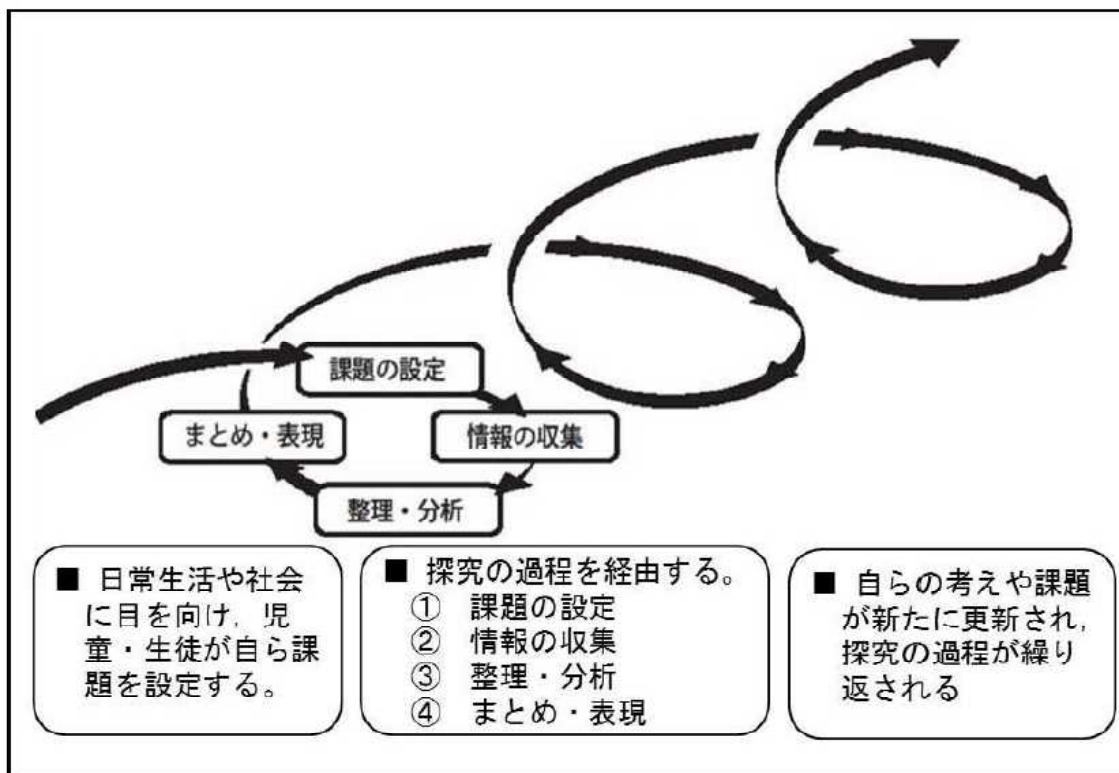 課題の設定
まとめ・表現
情報の収集
整理・分析
■ 日常生活や社会
に目を向け,児
童・生徒が自ら課
題を設定する。
■ 探究の過程を経由する。
① 課題の設定
② 情報の収集
③ 整理・分析
④ まとめ・表現
■ 自らの考えや課題
が新たに更新され,
探究の過程が繰り
返される